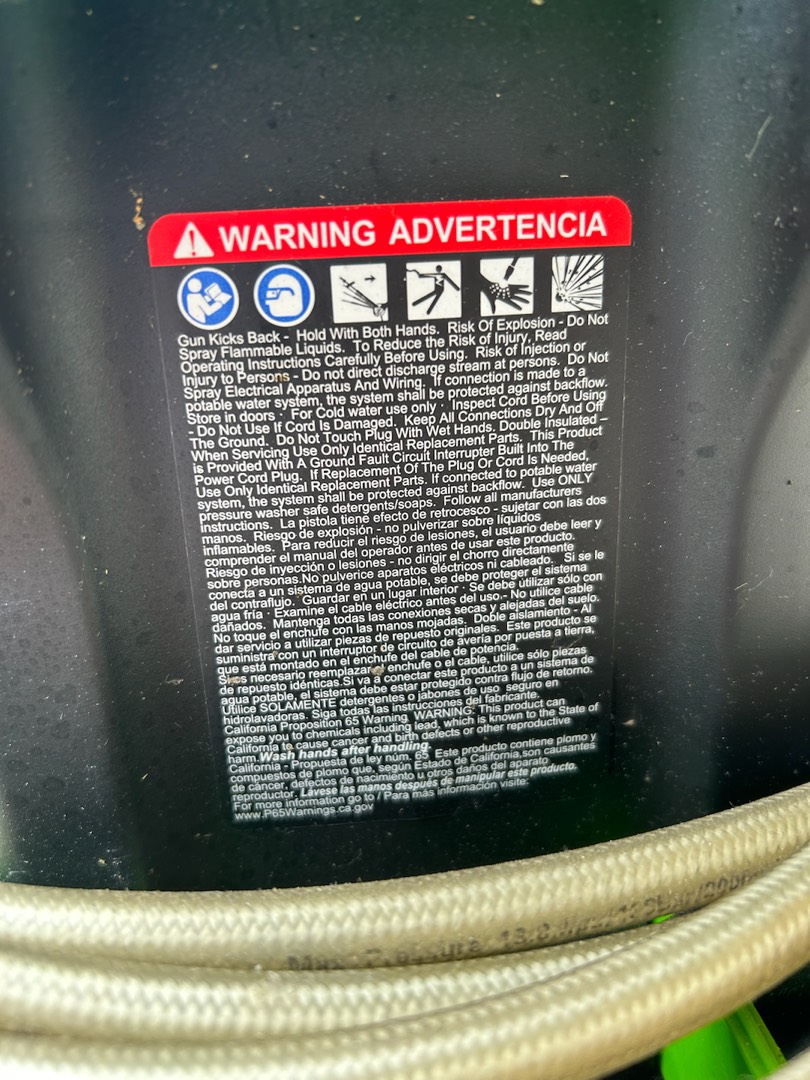 WARNING ADVERTENCIA
Gun Kicks Back - Hold With Both Hands. Risk Of Explosion - Do Not
Spray Flammable Liquids. To Reduce the Risk of Injury, Read
Operating Instructions Carefully Before Using. Risk of Injection or
Injury to Persons - Do not direct discharge stream at persons. Do Not
Spray Electrical Apparatus And Wiring. If connection is made to a
potable water system, the system shall be protected against backflow.
Store in doors · For Cold water use only · Inspect Cord Before Using
- Do Not Use If Cord Is Damaged. Keep All Connections Dry And Off
The Ground. Do Not Touch Plug With Wet Hands. Double Insulated –
When Servicing Use Only Identical Replacement Parts. This Product
is Provided With A Ground Fault Circuit Interrupter Built Into The
Power Cord Plug. If Replacement Of The Plug Or Cord Is Needed,
Use Only Identical Replacement Parts. If connected to potable water
system, the system shall be protected against backflow. Use ONLY
pressure washer safe detergents/soaps. Follow all manufacturers
instructions. La pistola tiene efecto de retrocesco - sujetar con las dos
manos. Riesgo de explosión - no pulverizar sobre líquidos
inflamables. Para reducir el riesgo de lesiones, el usuario debe leer y
comprender el manual del operador antes de usar este producto.
Riesgo de inyección o lesiones - no dirigir el chorro directamente
sobre personas.No pulverice aparatos eléctricos ni cableado. Si se le
conecta a un sistema de agua potable, se debe proteger el sistema
del contraflujo. Guardar en un lugar interior · Se debe utilizar sólo con
agua fría · Examine el cable eléctrico antes del uso.- No utilice cable
dañados. Mantenga todas las conexiones secas y alejadas del suelo.
No toque el enchufe con las manos mojadas. Doble aislamiento - Al
dar servicio a utilizar piezas de repuesto originales. Este producto se
suministra con un interruptor de circuito de avería por puesta a tierra,
que está montado en el enchufe del cable de potencia.
Si es necesario reemplazar enchufe o el cable, utilice sólo piezas
de repuesto idénticas.Si va a conectar este producto a un sistema de
agua potable, el sistema debe estar protegido contra flujo de retorno.
Utilice SOLAMENTE detergentes o jabones de uso seguro en
hidrolavadoras. Siga todas las instrucciones del fabricante.
California Proposition 65 Warning WARNING: This product can
expose you to chemicals including lead, which is known to the State of
California to cause cancer and birth defects or other reproductive
harm.Wash hands after handling.
California - Propuesta de ley núm. 65 Este producto contiene plomo y
compuestos de plomo que, según Estado de California,son causantes
de cáncer, defectos de nacimiento u otros daños del aparato
reproductor. Lávese las manos después de manipular este producto.
For more information go to / Para más información visite:
www.P65Warnings.ca.gov